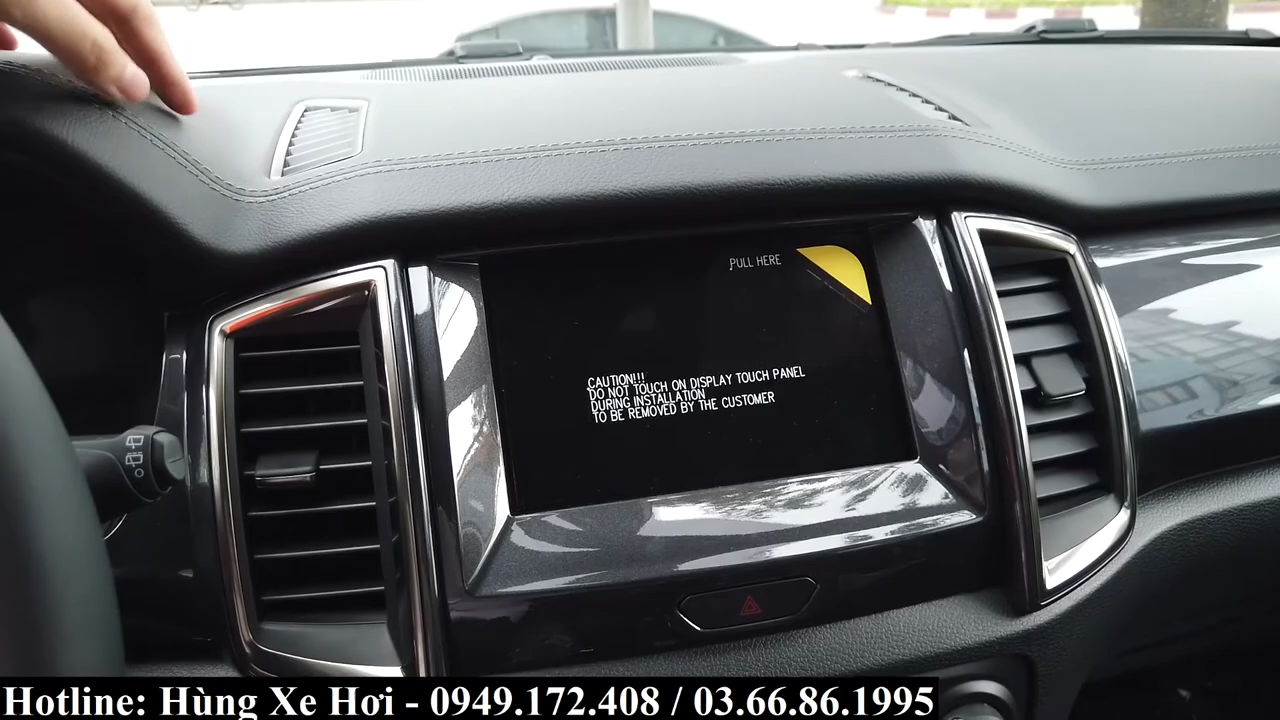 PULL HERE
CAUTION!!!
DO NOT TOUCH ON DISPLAY TOUCH PANEL
DURING INSTALLATION
TO BE REMOVED BY THE CUSTOMER
Hotline: Hùng Xe Hơi - 0949.172.408 / 03.66.86.1995